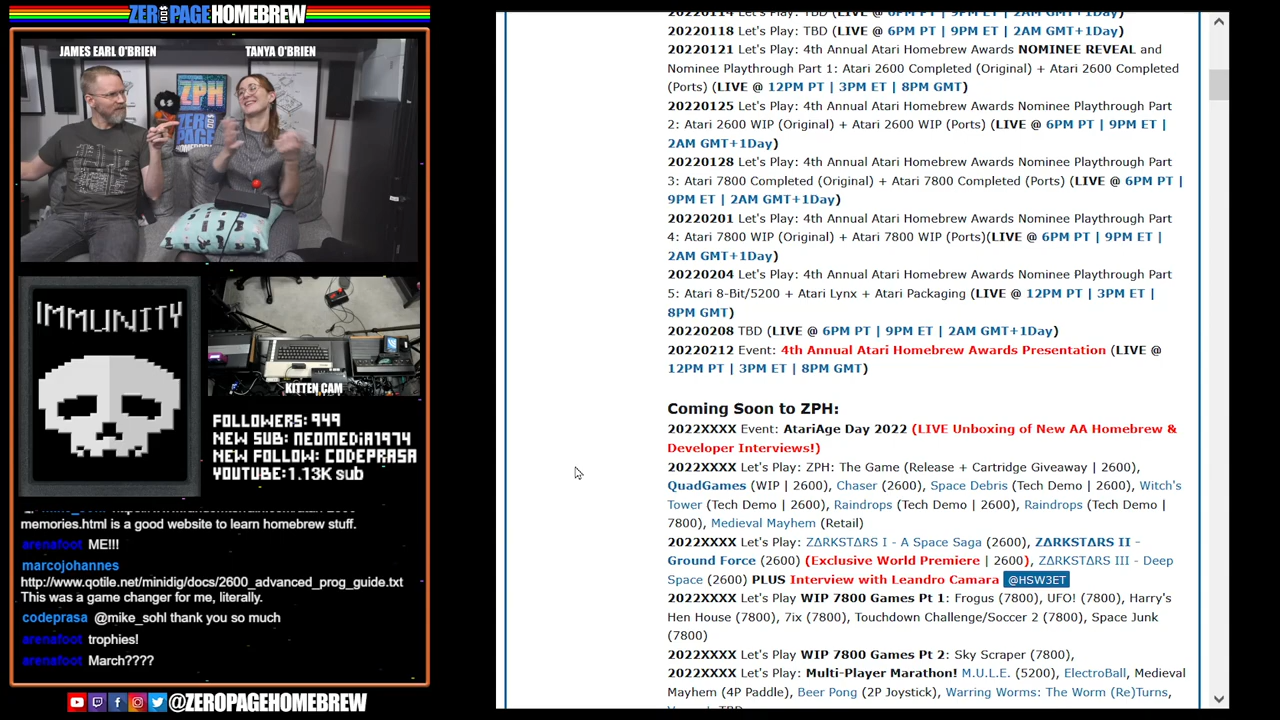 ZEROPAGEHOMEBREW
JAMES EARL O'BRIEN
TANYA O'BRIEN
ZPH
ZERO
PAGE
IMMUNITY
KITTEN CAM
FOLLOWERS: 949
NEW SUB: NEOMEDIA1974
NEW FOLLOW: CODEPRASA
YOUTUBE:1.13K sub
memories.html is a good website to learn homebrew stuff.
arenafoot ME!!!
marcojohannes
http://www.qotile.net/minidig/docs/2600_advanced_prog_guide.txt
This was a game changer for me, literally.
codeprasa @mike_sohl thank you so much
arenafoot trophies!
arenafoot March????
@ZEROPAGEHOMEBREW
20220114 Let's Play: TBD (LIVE @ 6PM PT | 9PM ET | 2AM GMT+1Day)
20220118 Let's Play: TBD (LIVE @ 6PM PT | 9PM ET | 2AM GMT+1Day)
20220121 Let's Play: 4th Annual Atari Homebrew Awards NOMINEE REVEAL and
Nominee Playthrough Part 1: Atari 2600 Completed (Original) + Atari 2600 Completed
(Ports) (LIVE @ 12PM PT | 3PM ET | 8PM GMT)
20220125 Let's Play: 4th Annual Atari Homebrew Awards Nominee Playthrough Part
2: Atari 2600 WIP (Original) + Atari 2600 WIP (Ports) (LIVE @ 6PM PT | 9PM ET |
2AM GMT+1Day)
20220128 Let's Play: 4th Annual Atari Homebrew Awards Nominee Playthrough Part
3: Atari 7800 Completed (Original) + Atari 7800 Completed (Ports) (LIVE @ 6PM PT |
9PM ET | 2AM GMT+1Day)
20220201 Let's Play: 4th Annual Atari Homebrew Awards Nominee Playthrough Part
4: Atari 7800 WIP (Original) + Atari 7800 WIP (Ports)(LIVE @ 6PM PT | 9PM ET |
2AM GMT+1Day)
20220204 Let's Play: 4th Annual Atari Homebrew Awards Nominee Playthrough Part
5: Atari 8-Bit/5200 + Atari Lynx + Atari Packaging (LIVE @ 12PM PT | 3PM ET |
8PM GMT)
20220208 TBD (LIVE @ 6PM PT | 9PM ET | 2AM GMT+1Day)
20220212 Event: 4th Annual Atari Homebrew Awards Presentation (LIVE @
12PM PT | 3PM ET | 8PM GMT)
Coming Soon to ZPH:
2022XXXX Event: AtariAge Day 2022 (LIVE Unboxing of New AA Homebrew &
Developer Interviews!)
2022XXXX Let's Play: ZPH: The Game (Release + Cartridge Giveaway | 2600),
QuadGames (WIP | 2600), Chaser (2600), Space Debris (Tech Demo | 2600), Witch's
Tower (Tech Demo | 2600), Raindrops (Tech Demo | 2600), Raindrops (Tech Demo |
7800), Medieval Mayhem (Retail)
2022XXXX Let's Play: ZΔRKSTΔRS I - A Space Saga (2600), ZΔRKSTΔRS II -
Ground Force (2600) (Exclusive World Premiere | 2600), ZΔRKSTΔRS III - Deep
Space (2600) PLUS Interview with Leandro Camara @HSW3ET
2022XXXX Let's Play WIP 7800 Games Pt 1: Frogus (7800), UFO! (7800), Harry's
Hen House (7800), 7ix (7800), Touchdown Challenge/Soccer 2 (7800), Space Junk
(7800)
2022XXXX Let's Play WIP 7800 Games Pt 2: Sky Scraper (7800),
2022XXXX Let's Play: Multi-Player Marathon! M.U.L.E. (5200), ElectroBall, Medieval
Mayhem (4P Paddle), Beer Pong (2P Joystick), Warring Worms: The Worm (Re)Turns,